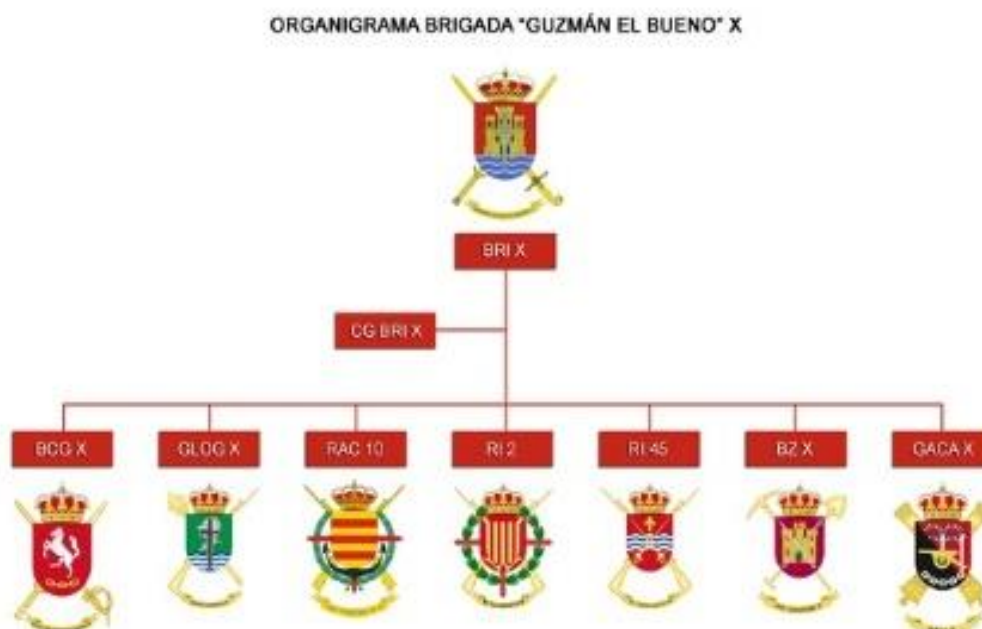 ORGANIGRAMA BRIGADA "GUZMÁN EL BUENO" X
BRI X
CG BRI X
BCG X
GLOG X
RAC 10
RI 2
RI 45
BZ X
GACA X